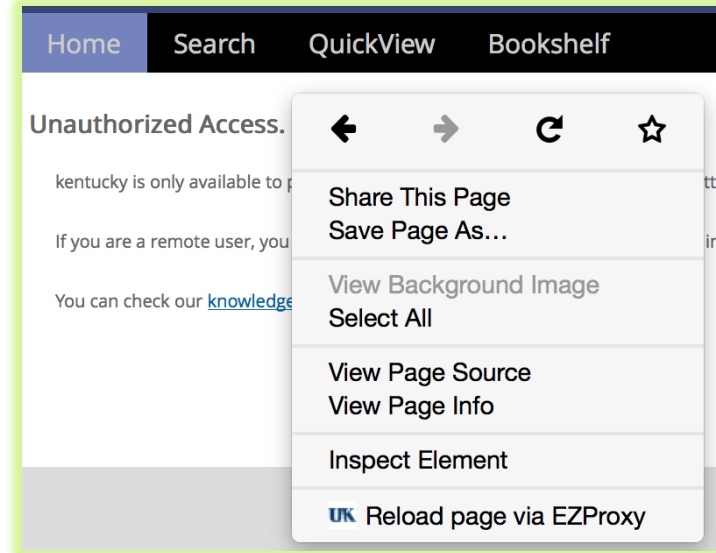 Home Search QuickView Bookshelf
Unauthorized Access.
kentucky is only available to
If you are a remote user, you
You can check our knowledge
Share This Page
Save Page As…
View Background Image
Select All
View Page Source
View Page Info
Inspect Element
UK Reload page via EZProxy